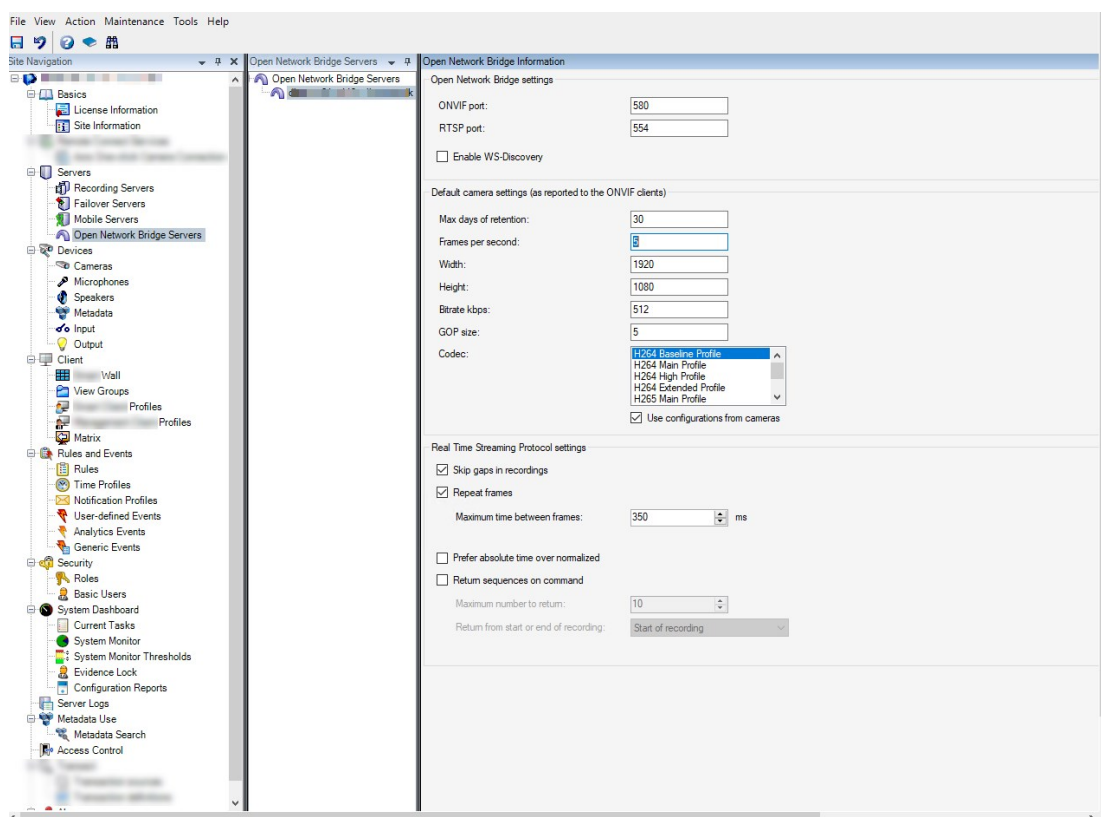 File View Action Maintenance Tools Help
Site Navigation
Basics
License Information
Site Information
Servers
Recording Servers
Failover Servers
Mobile Servers
Open Network Bridge Servers
Devices
Cameras
Microphones
Speakers
Metadata
Input
Output
Client
Wall
View Groups
Profiles
Profiles
Matrix
Rules and Events
Rules
Time Profiles
Notification Profiles
User-defined Events
Analytics Events
Generic Events
Security
Roles
Basic Users
System Dashboard
Current Tasks
System Monitor
System Monitor Thresholds
Evidence Lock
Configuration Reports
Server Logs
Metadata Use
Metadata Search
Access Control
Open Network Bridge Servers
Open Network Bridge Servers
Open Network Bridge Information
Open Network Bridge settings
ONVIF port: 580
RTSP port: 554
Enable WS-Discovery
Default camera settings (as reported to the ONVIF clients)
Max days of retention: 30
Frames per second: 5
Width: 1920
Height: 1080
Bitrate kbps: 512
GOP size: 5
Codec: H264 Baseline Profile
H264 Main Profile
H264 High Profile
H264 Extended Profile
H265 Main Profile
Use configurations from cameras
Real Time Streaming Protocol settings
Skip gaps in recordings
Repeat frames
Maximum time between frames: 350 ms
Prefer absolute time over normalized
Return sequences on command
Maximum number to return: 10
Return from start or end of recording: Start of recording